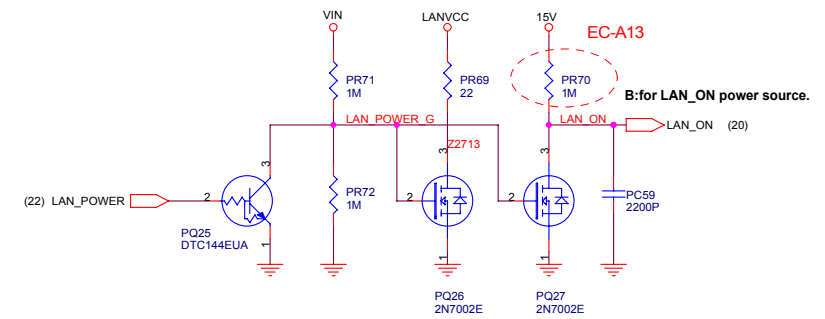 VIN
LANVCC
15V
EC-A13
PR71
1M
PR69
22
PR70
1M
B:for LAN_ON power source.
LAN_POWER_G
LAN_ON
LAN_ON (20)
3
Z2713
3
3
(22) LAN_POWER
2
PR72
1M
2
2
PC59
2200P
PQ25
DTC144EUA
1
1
1
PQ26
2N7002E
PQ27
2N7002E